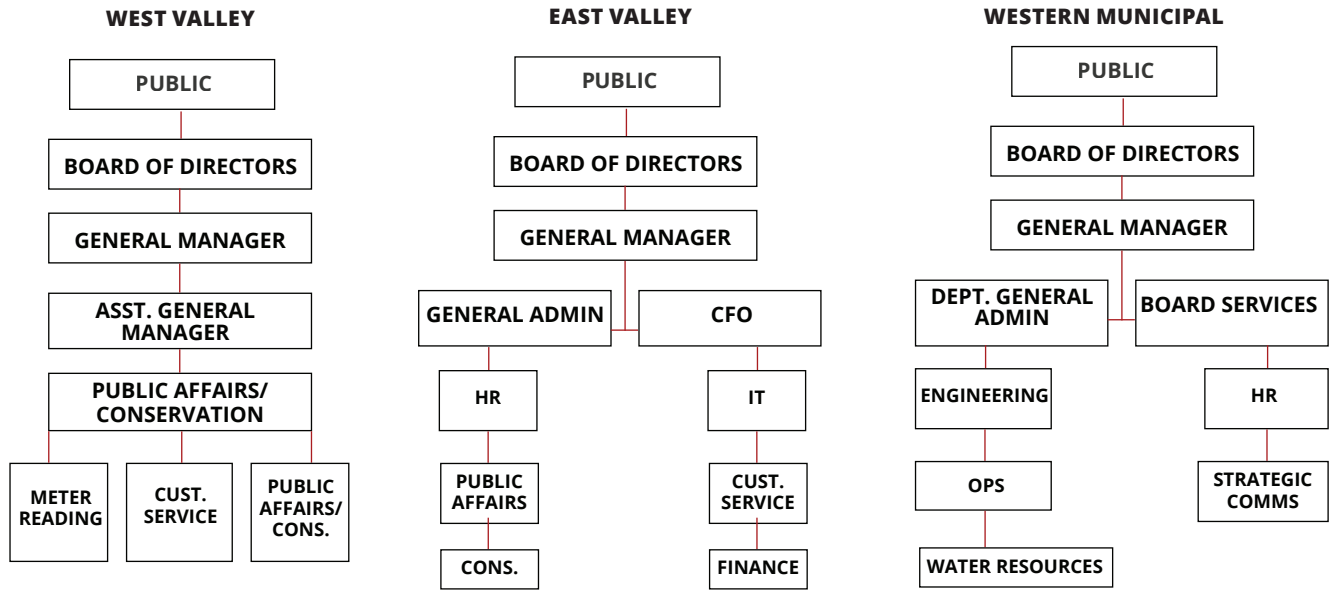 WEST VALLEY
PUBLIC
BOARD OF DIRECTORS
GENERAL MANAGER
ASST. GENERAL
MANAGER
PUBLIC AFFAIRS/
CONSERVATION
METER
READING
CUST.
SERVICE
PUBLIC
AFFAIRS/
CONS.
EAST VALLEY
PUBLIC
BOARD OF DIRECTORS
GENERAL MANAGER
GENERAL ADMIN
CFO
HR
IT
PUBLIC
AFFAIRS
CUST.
SERVICE
CONS.
FINANCE
WESTERN MUNICIPAL
PUBLIC
BOARD OF DIRECTORS
GENERAL MANAGER
DEPT. GENERAL
ADMIN
BOARD SERVICES
ENGINEERING
HR
OPS
STRATEGIC
COMMS
WATER RESOURCES